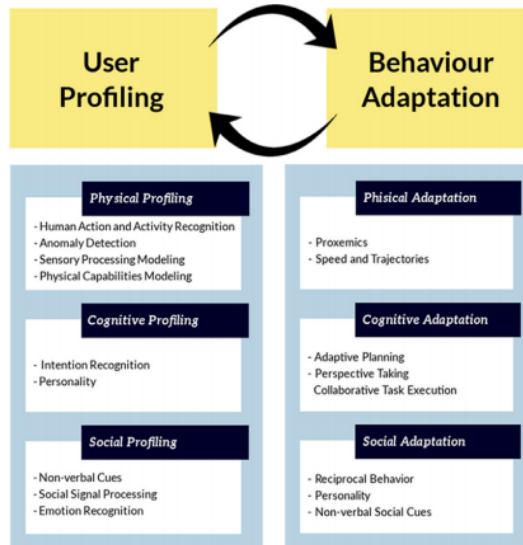 User
Profiling
Behaviour
Adaptation
Physical Profiling
- Human Action and Activity Recognition
- Anomaly Detection
- Sensory Processing Modeling
- Physical Capabilities Modeling
Cognitive Profiling
- Intention Recognition
- Personality
Social Profiling
- Non-verbal Cues
- Social Signal Processing
- Emotion Recognition
Phisical Adaptation
- Proxemics
- Speed and Trajectories
Cognitive Adaptation
- Adaptive Planning
- Perspective Taking
Collaborative Task Execution
Social Adaptation
- Reciprocal Behavior
- Personality
- Non-verbal Social Cues